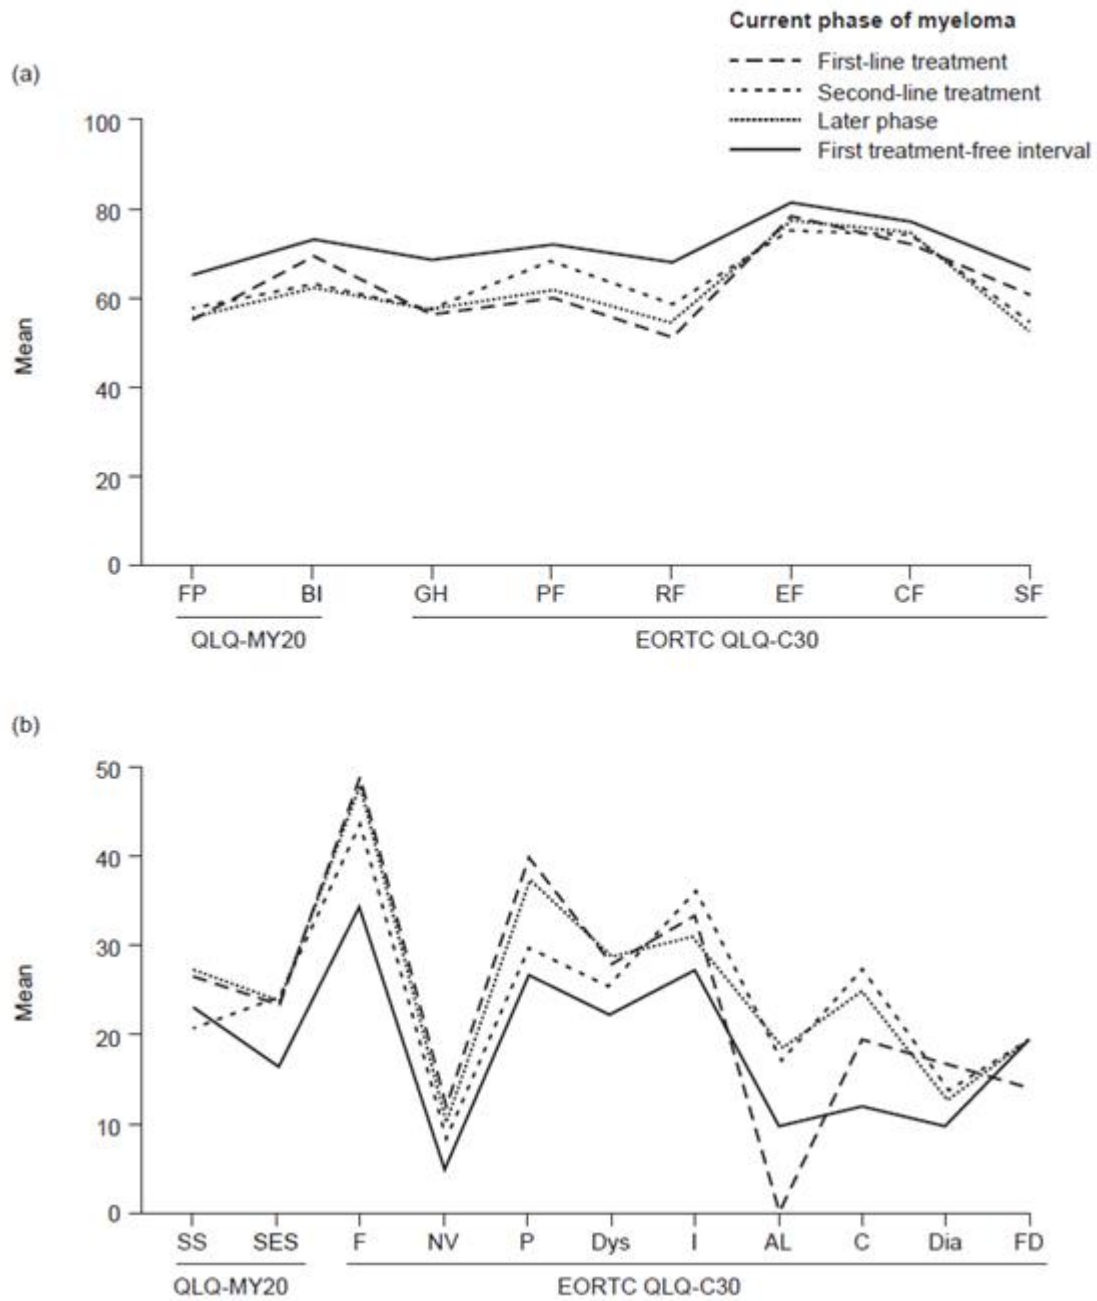 Current phase of myeloma
First-line treatment
Second-line treatment
Later phase
First treatment-free interval
(a)
100
80
60
40
20
0
Mean
FP BI GH PF RF EF CF SF
QLQ-MY20 EORTC QLQ-C30
(b)
50
40
30
20
10
0
Mean
SS SES F NV P Dys I AL C Dia FD
QLQ-MY20 EORTC QLQ-C30